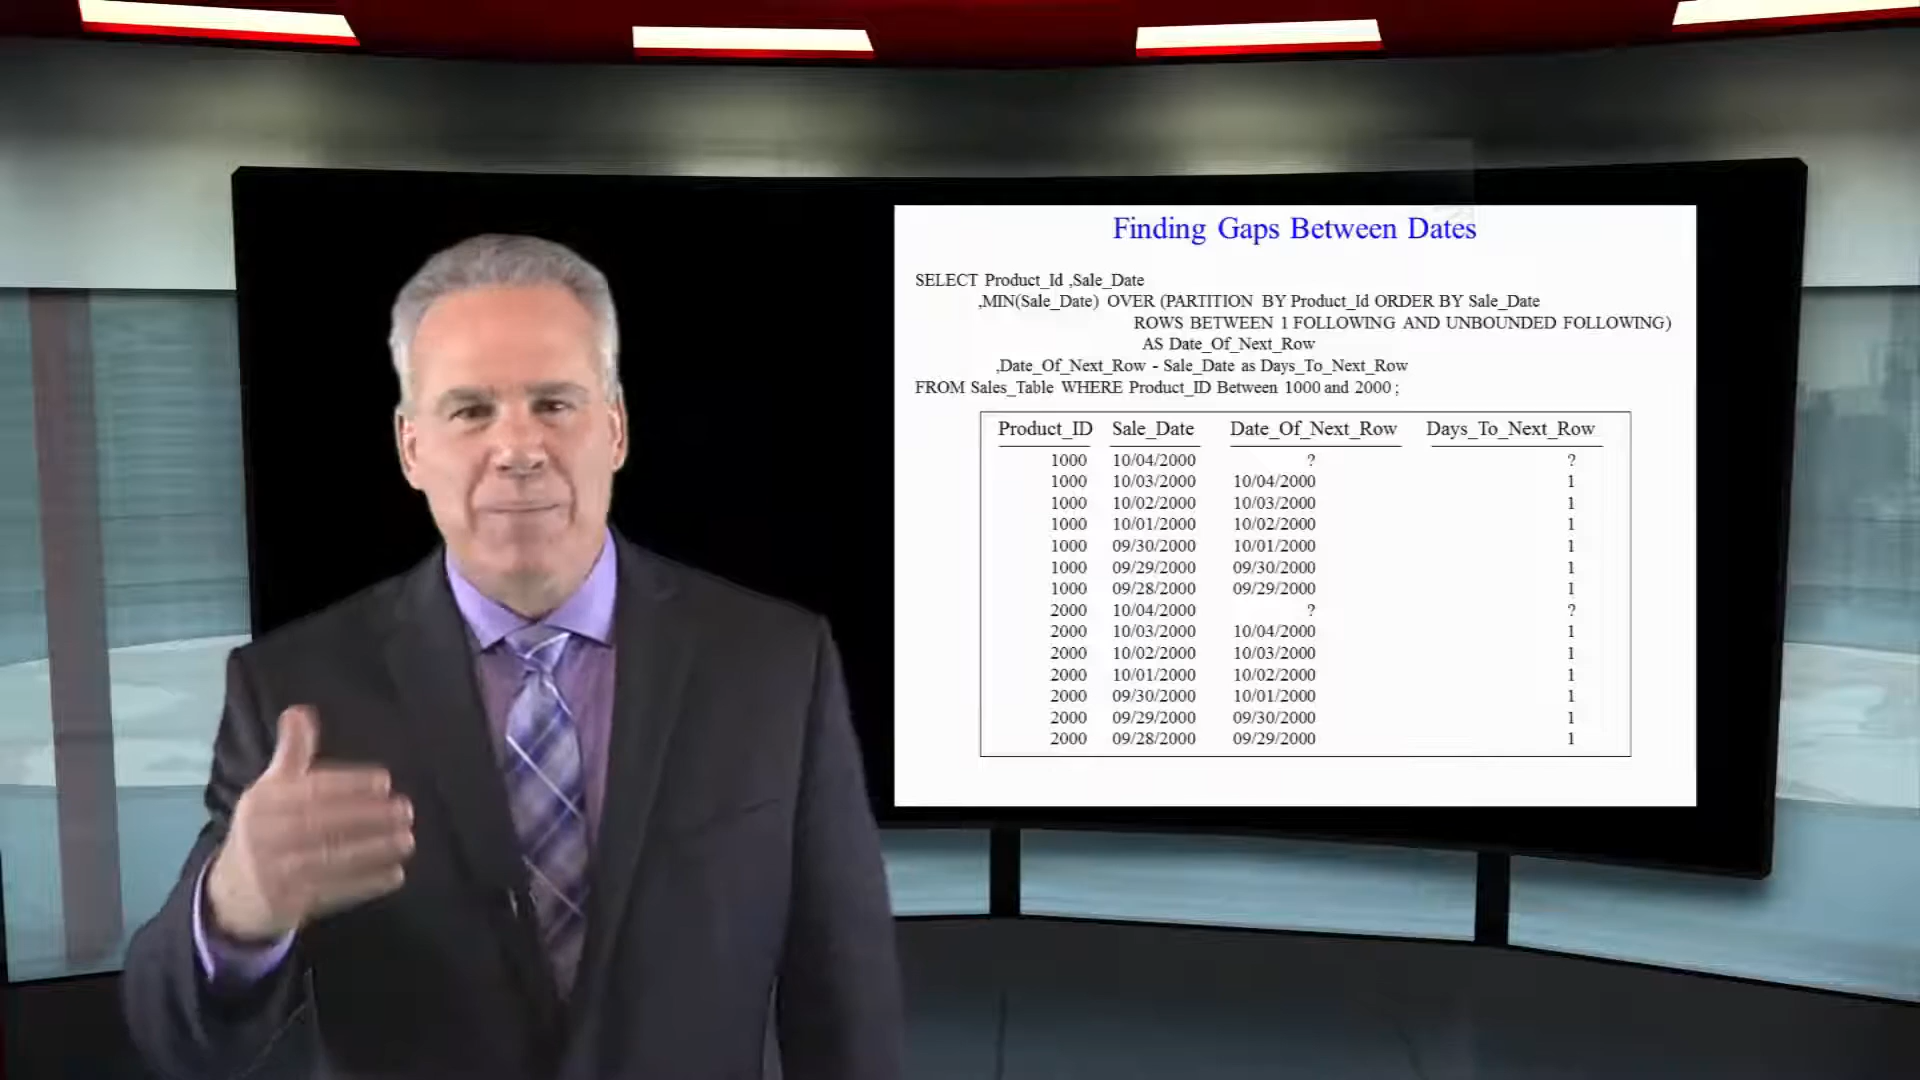 Finding Gaps Between Dates
SELECT Product_Id ,Sale_Date
,MIN(Sale_Date) OVER (PARTITION BY Product_Id ORDER BY Sale_Date
ROWS BETWEEN 1 FOLLOWING AND UNBOUNDED FOLLOWING)
AS Date_Of_Next_Row
,Date_Of_Next_Row - Sale_Date as Days_To_Next_Row
FROM Sales_Table WHERE Product_ID Between 1000 and 2000 ;
Product_ID Sale_Date Date_Of_Next_Row Days_To_Next_Row
1000 10/04/2000 ? ?
1000 10/03/2000 10/04/2000 1
1000 10/02/2000 10/03/2000 1
1000 10/01/2000 10/02/2000 1
1000 09/30/2000 10/01/2000 1
1000 09/29/2000 09/30/2000 1
1000 09/28/2000 09/29/2000 1
2000 10/04/2000 ? ?
2000 10/03/2000 10/04/2000 1
2000 10/02/2000 10/03/2000 1
2000 10/01/2000 10/02/2000 1
2000 09/30/2000 10/01/2000 1
2000 09/29/2000 09/30/2000 1
2000 09/28/2000 09/29/2000 1